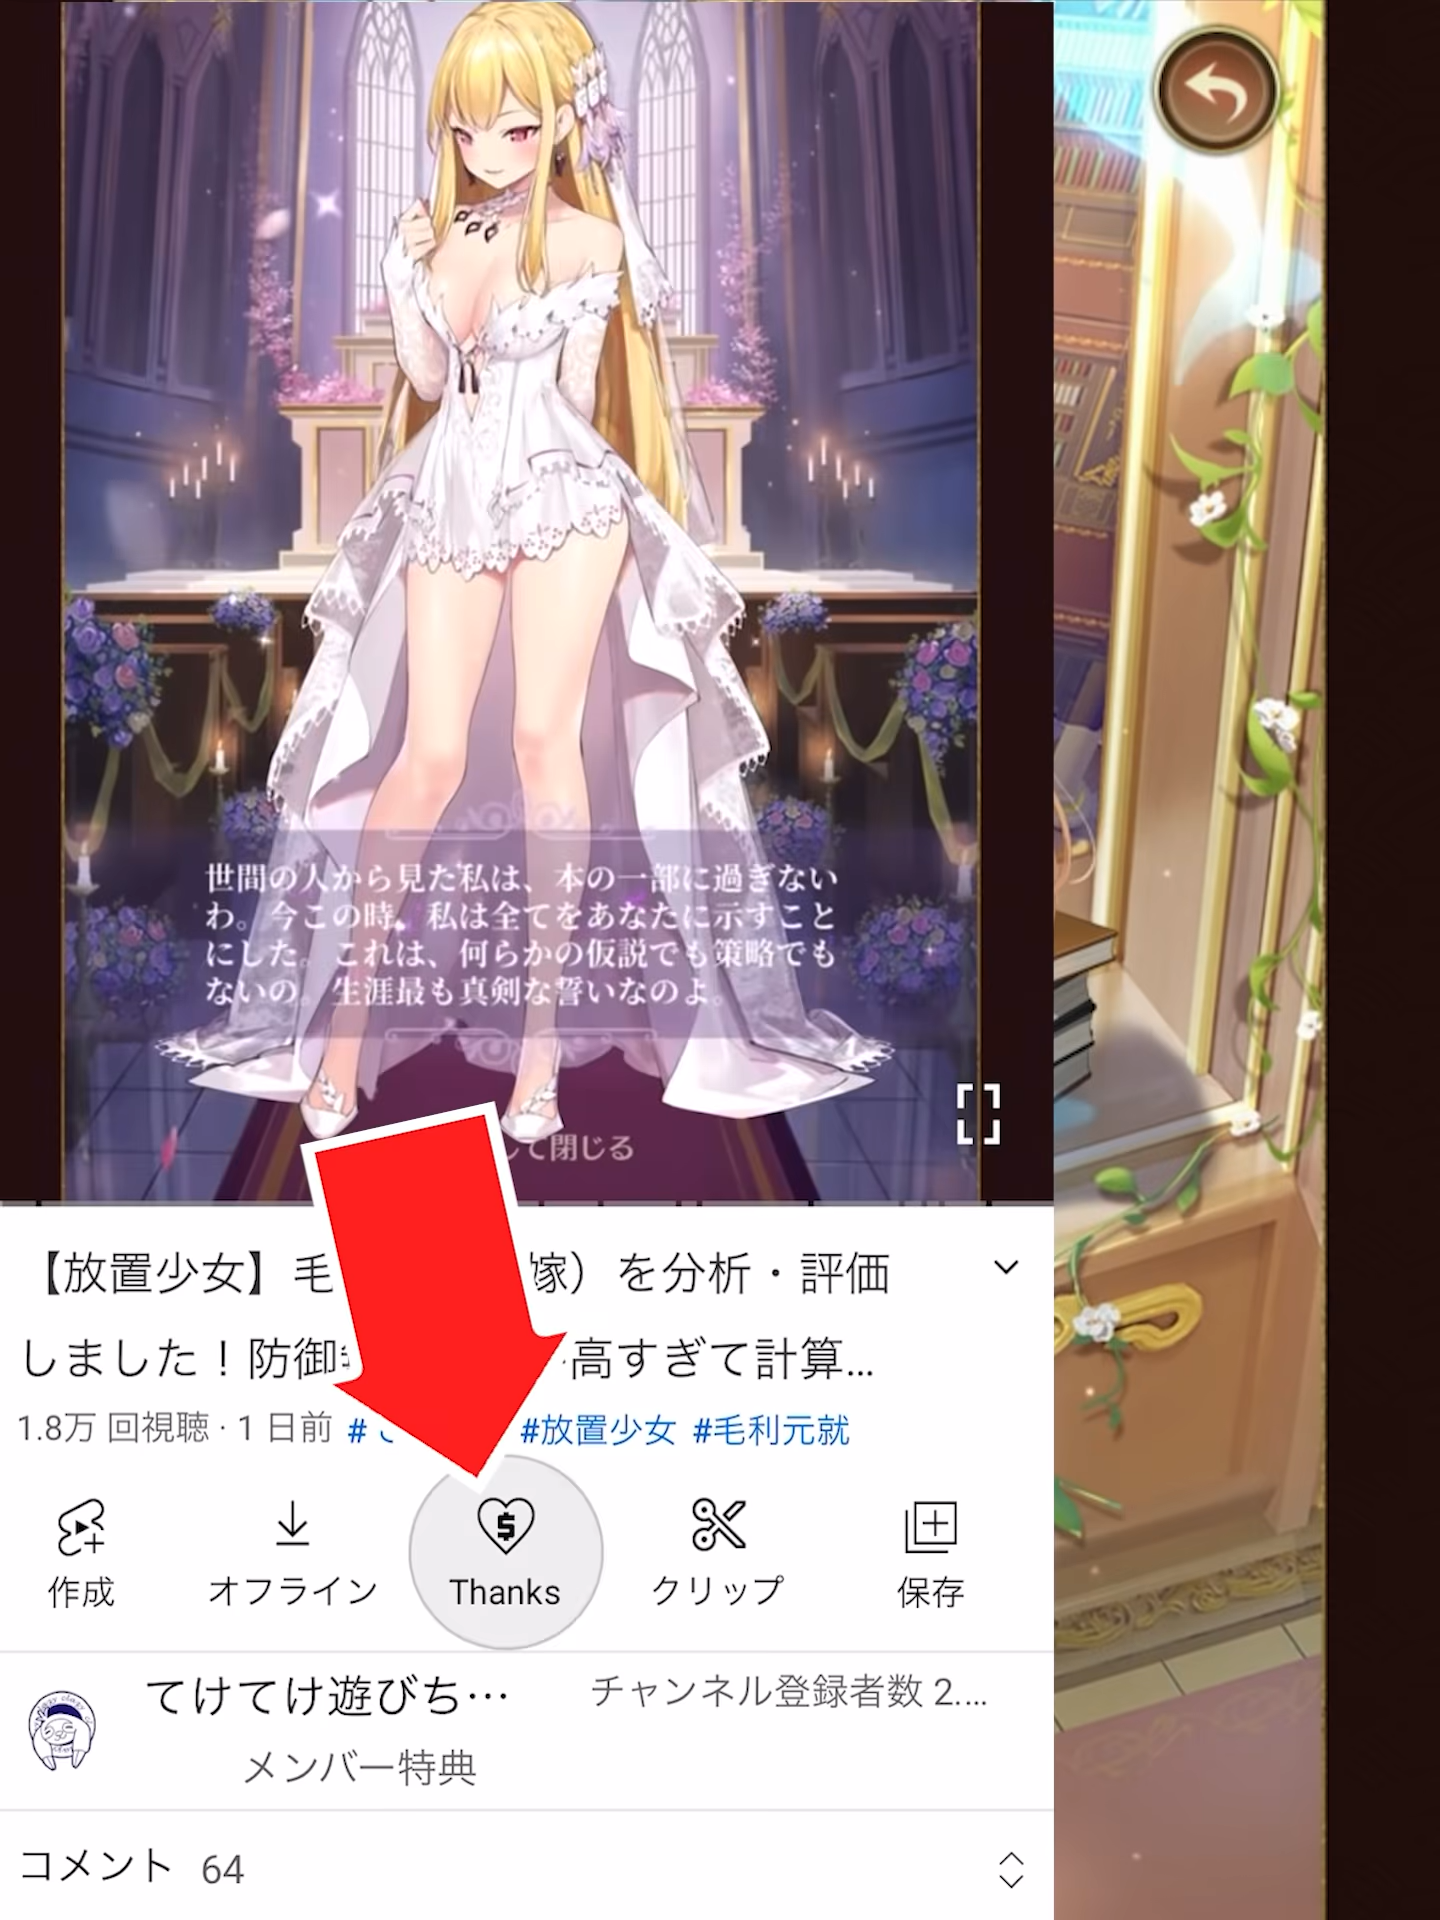 世間の人から見た私は、本の一部に過ぎない
わ。今この時、私は全てをあなたに示すこと
にした。これは、何らかの仮説でも策略でも
ないの。生涯最も真剣な誓いなのよ。
て閉じる
【放置少女】毛 嫁）を分析・評価
しました！防御 高すぎて計算…
1.8万 回視聴・1 日前 # #放置少女 #毛利元就
作成
オフライン
Thanks
クリップ
保存
てけてけ遊びち…
チャンネル登録者数 2.…
メンバー特典
コメント 64